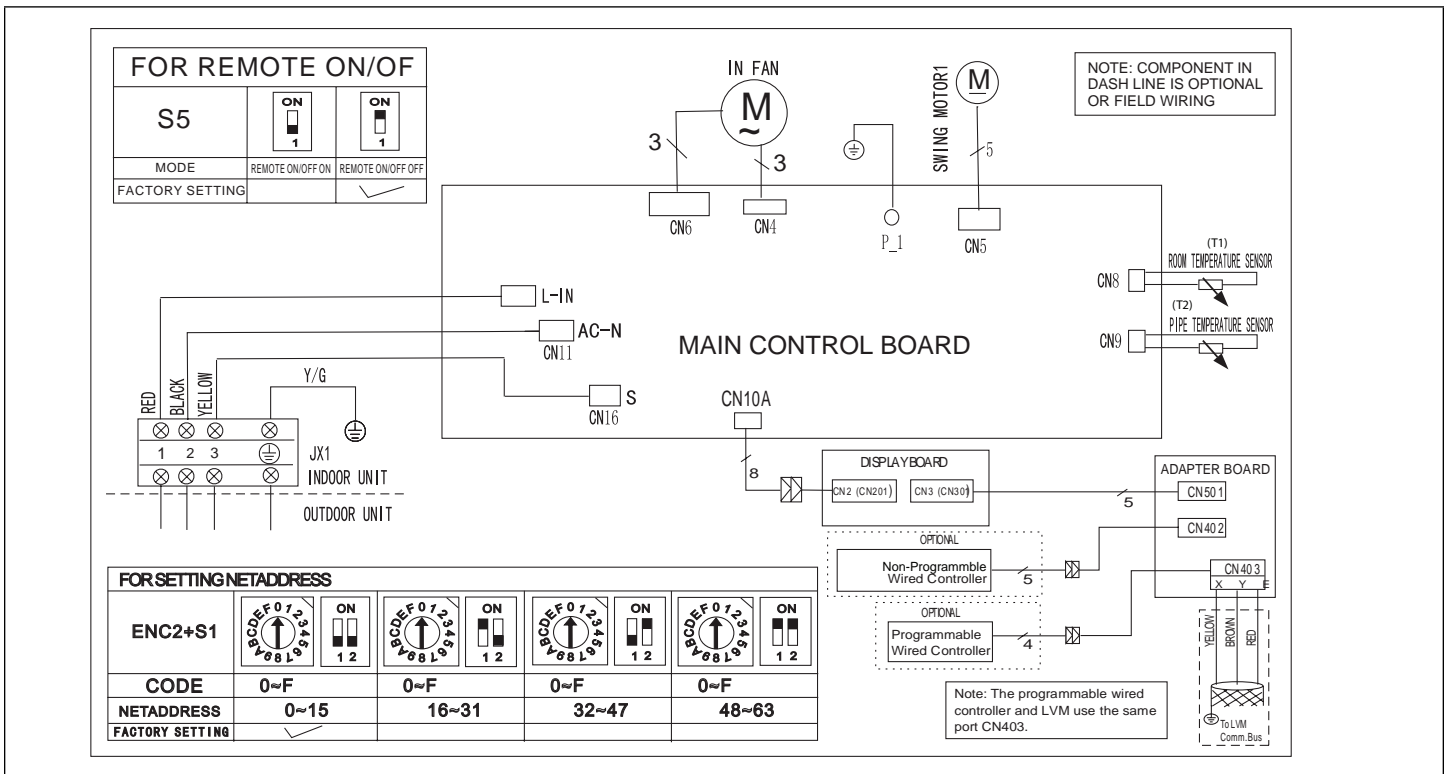 FOR REMOTE ON/OF
S5
ON
1
ON
1
MODE
REMOTE ON/OFF ON
REMOTE ON/OFF OFF
FACTORY SETTING
IN FAN
M
~
3
3
SWING MOTOR1
M
5
NOTE: COMPONENT IN
DASH LINE IS OPTIONAL
OR FIELD WIRING
CN6
CN4
P_1
CN5
(T1)
ROOM TEMPERATURE SENSOR
CN8
(T2)
PIPE TEMPERATURE SENSOR
CN9
L-IN
AC-N
CN11
S
CN16
MAIN CONTROL BOARD
CN10A
8
RED
BLACK
YELLOW
Y/G
1 2 3
JX1
INDOOR UNIT
OUTDOOR UNIT
DISPLAYBOARD
CN2 (CN201)
CN3 (CN301)
5
ADAPTER BOARD
CN501
CN402
CN403
X Y E
OPTIONAL
Non-Programmble
Wired Controller
5
OPTIONAL
Programmable
Wired Controller
4
YELLOW
BROWN
RED
To LVM
Comm.Bus
Note: The programmable wired
controller and LVM use the same
port CN403.
FOR SETTING NETADDRESS
ENC2+S1
0123456789ABCDEF
ON
1 2
0123456789ABCDEF
ON
1 2
0123456789ABCDEF
ON
1 2
0123456789ABCDEF
ON
1 2
CODE 0~F 0~F 0~F 0~F
NETADDRESS 0~15 16~31 32~47 48~63
FACTORY SETTING